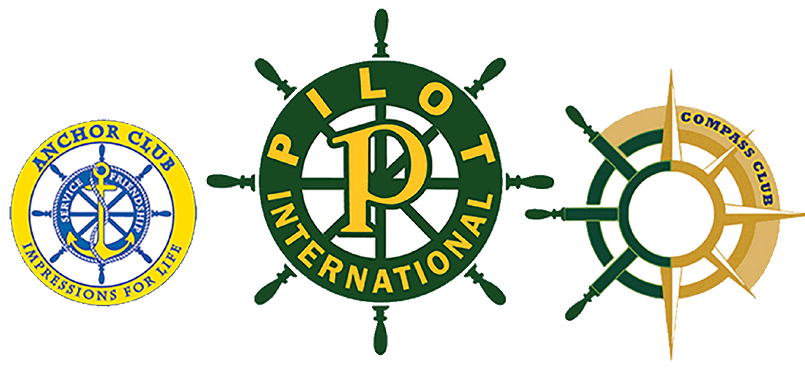 ANCHOR CLUB
SERVICE FRIENDSHIP
IMPRESSIONS FOR LIFE
PILOT
P
INTERNATIONAL
COMPASS CLUB